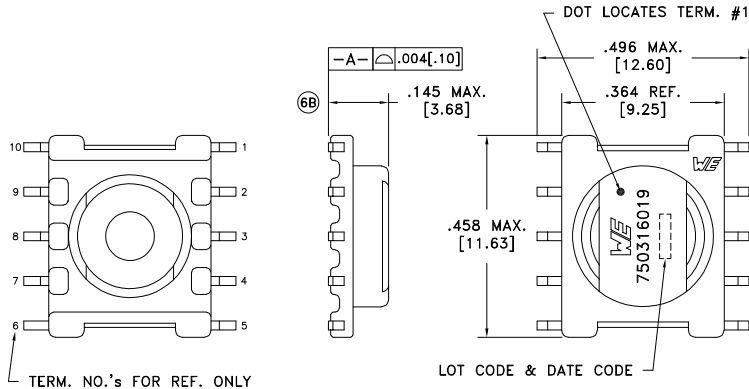 DOT LOCATES TERM. #1
-A- ⌓ .004[.10]
.496 MAX.
[12.60]
6B
.145 MAX.
[3.68]
.364 REF.
[9.25]
10
1
9
2
8
3
7
4
6
5
WE
WE
750316019
.458 MAX.
[11.63]
TERM. NO.'s FOR REF. ONLY
LOT CODE & DATE CODE